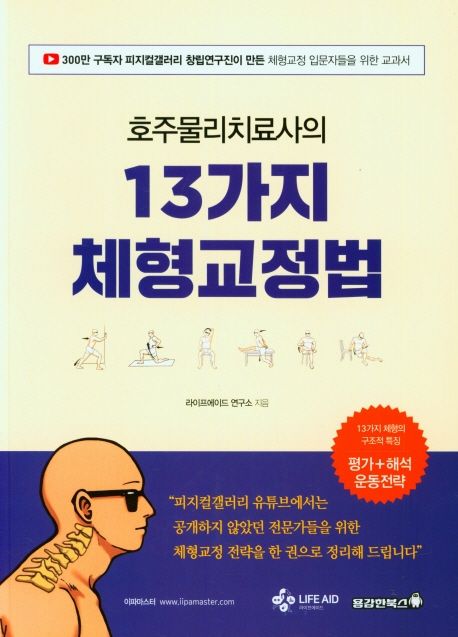 300만 구독자 피지컬갤러리 창립연구진이 만든 체형교정 입문자들을 위한 교과서
호주물리치료사의
13가지
체형교정법
라이프에이드 연구소 지음
13가지 체형의
구조적 특징
평가+해석
운동전략
“피지컬갤러리 유튜브에서는
공개하지 않았던 전문가들을 위한
체형교정 전략을 한 권으로 정리해 드립니다”
이파마스터 www.iipamaster.com
LIFE AID
라이프에이드
용감한북스